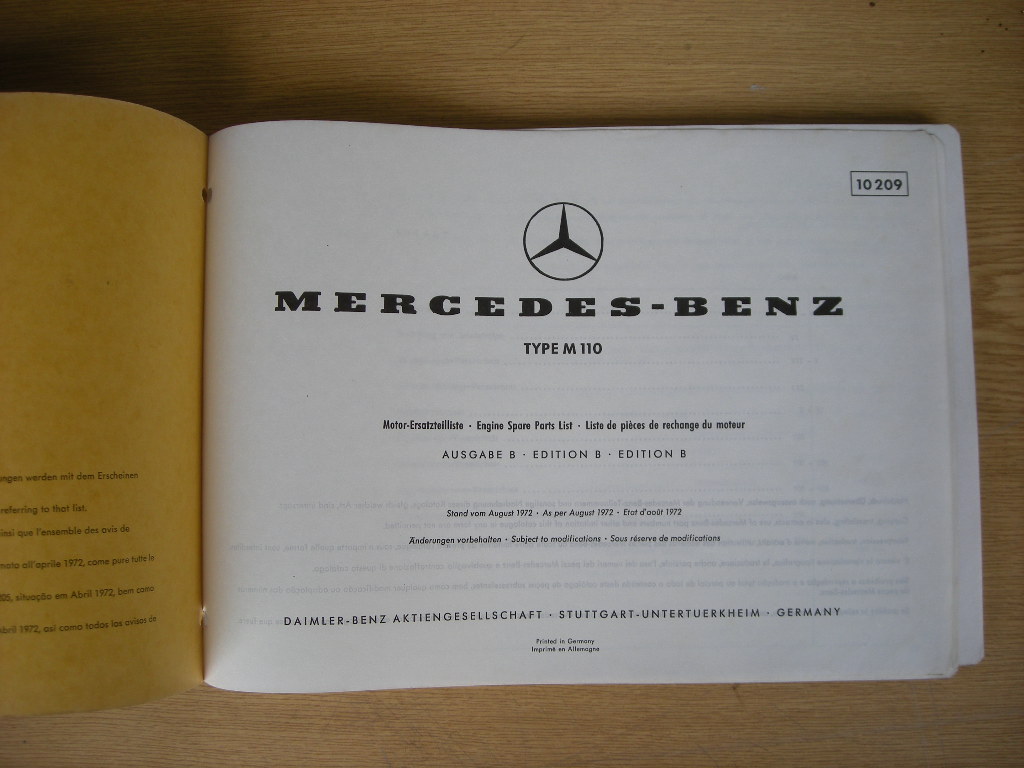 ngen werden mit dem Erscheinen
referring to that list.
insi que l'ensemble des avis de
all'aprile 1972, come pure tutte le
situação em Abril 1972, bem como
Abril 1972, así como todos los avisos de
10 209
MERCEDES-BENZ
TYPE M 110
Motor-Ersatzteilliste · Engine Spare Parts List · Liste de pièces de rechange du moteur
AUSGABE B · EDITION B · EDITION B
Stand vom August 1972 · As per August 1972 · Etat d'août 1972
Änderungen vorbehalten · Subject to modifications · Sous réserve de modifications
DAIMLER-BENZ AKTIENGESELLSCHAFT · STUTTGART-UNTERTUERKHEIM · GERMANY
Printed in Germany
Imprimé en Allemagne